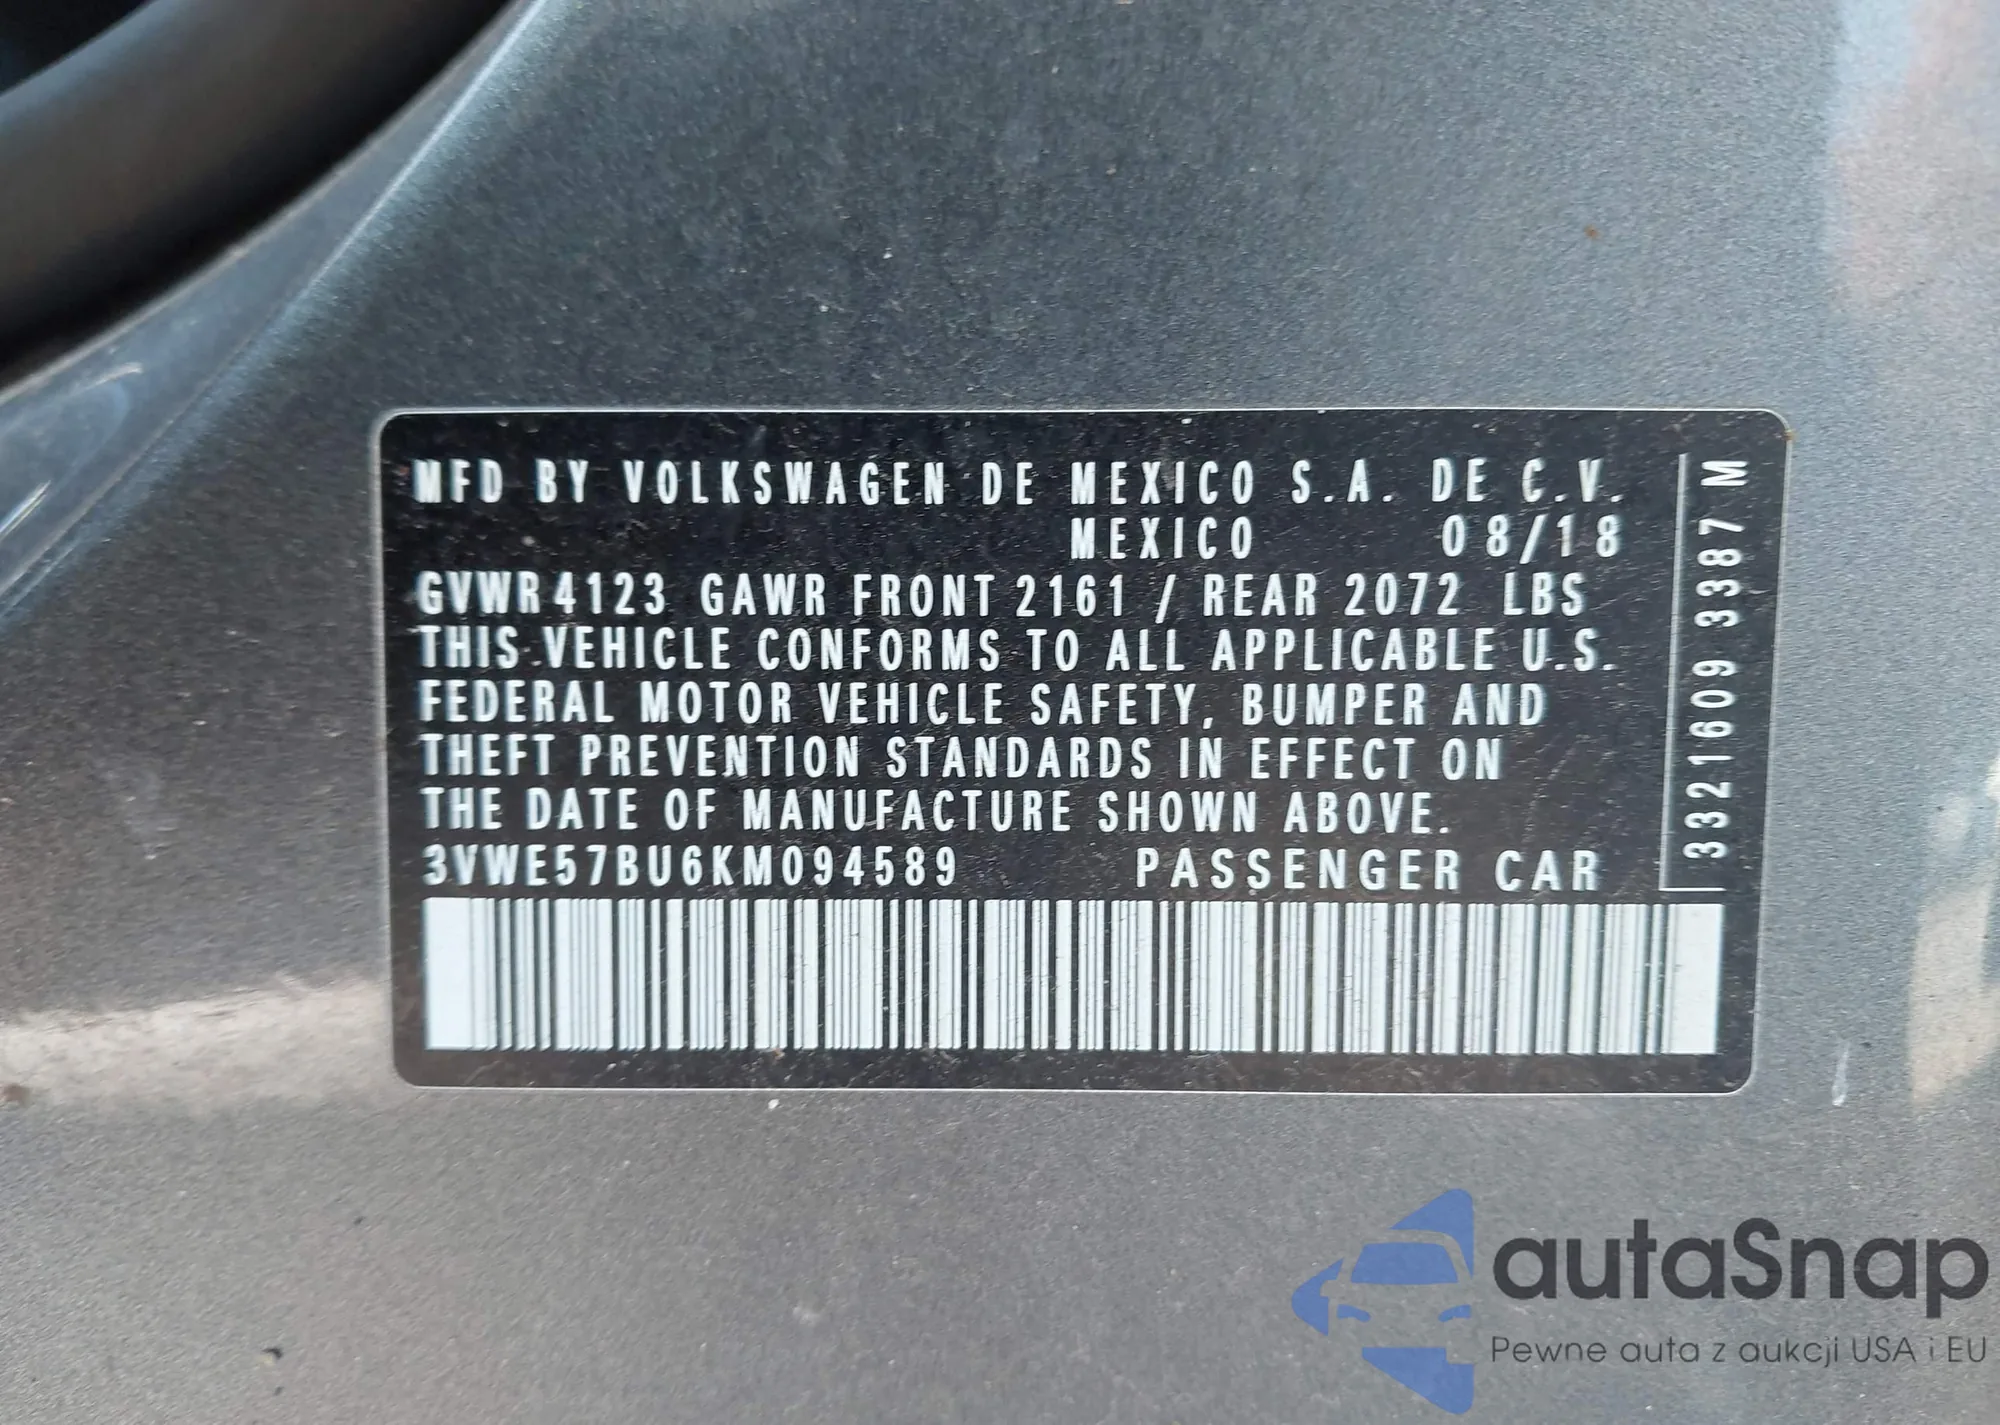 MFD BY VOLKSWAGEN DE MEXICO S.A. DE C.V.
MEXICO 08/18
GVWR 4123 GAWR FRONT 2161 / REAR 2072 LBS
THIS VEHICLE CONFORMS TO ALL APPLICABLE U.S.
FEDERAL MOTOR VEHICLE SAFETY, BUMPER AND
THEFT PREVENTION STANDARDS IN EFFECT ON
THE DATE OF MANUFACTURE SHOWN ABOVE.
3VWE57BU6KM094589 PASSENGER CAR
3321609 3387 M
autaSnap
Pewne auta z aukcji USA i EU